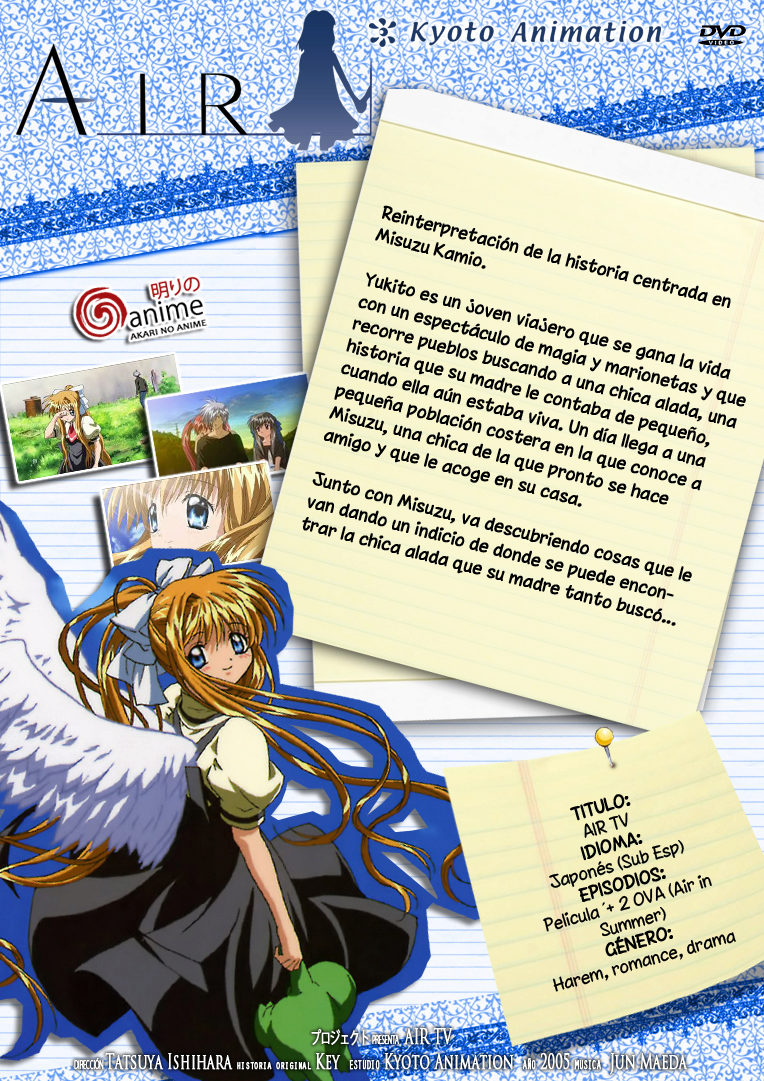 AIR
Kyoto Animation
DVD
VIDEO
Reinterpretación de la historia centrada en
Misuzu Kamio.
Yukito es un joven viajero que se gana la vida
con un espectáculo de magia y marionetas y que
recorre pueblos buscando a una chica alada, una
historia que su madre le contaba de pequeño,
cuando ella aún estaba viva. Un día llega a una
pequeña población costera en la que conoce a
Misuzu, una chica de la que pronto se hace
amigo y que le acoge en su casa.
Junto con Misuzu, va descubriendo cosas que le
van dando un indicio de donde se puede encon-
trar la chica alada que su madre tanto buscó...
明りの
anime
AKARI NO ANIME
TITULO:
AIR TV
IDIOMA:
Japonés (Sub Esp)
EPISODIOS:
Pelicula ́+ 2 OVA (Air in
Summer)
GÉNERO:
Harem, romance, drama
プロジェクト PRESENTA AIR TV
DIRECCIÓN TATSUYA ISHIHARA HISTORIA ORIGINAL KEY ESTUDIO KYOTO ANIMATION AÑO 2005 MUSICA JUN MAEDA